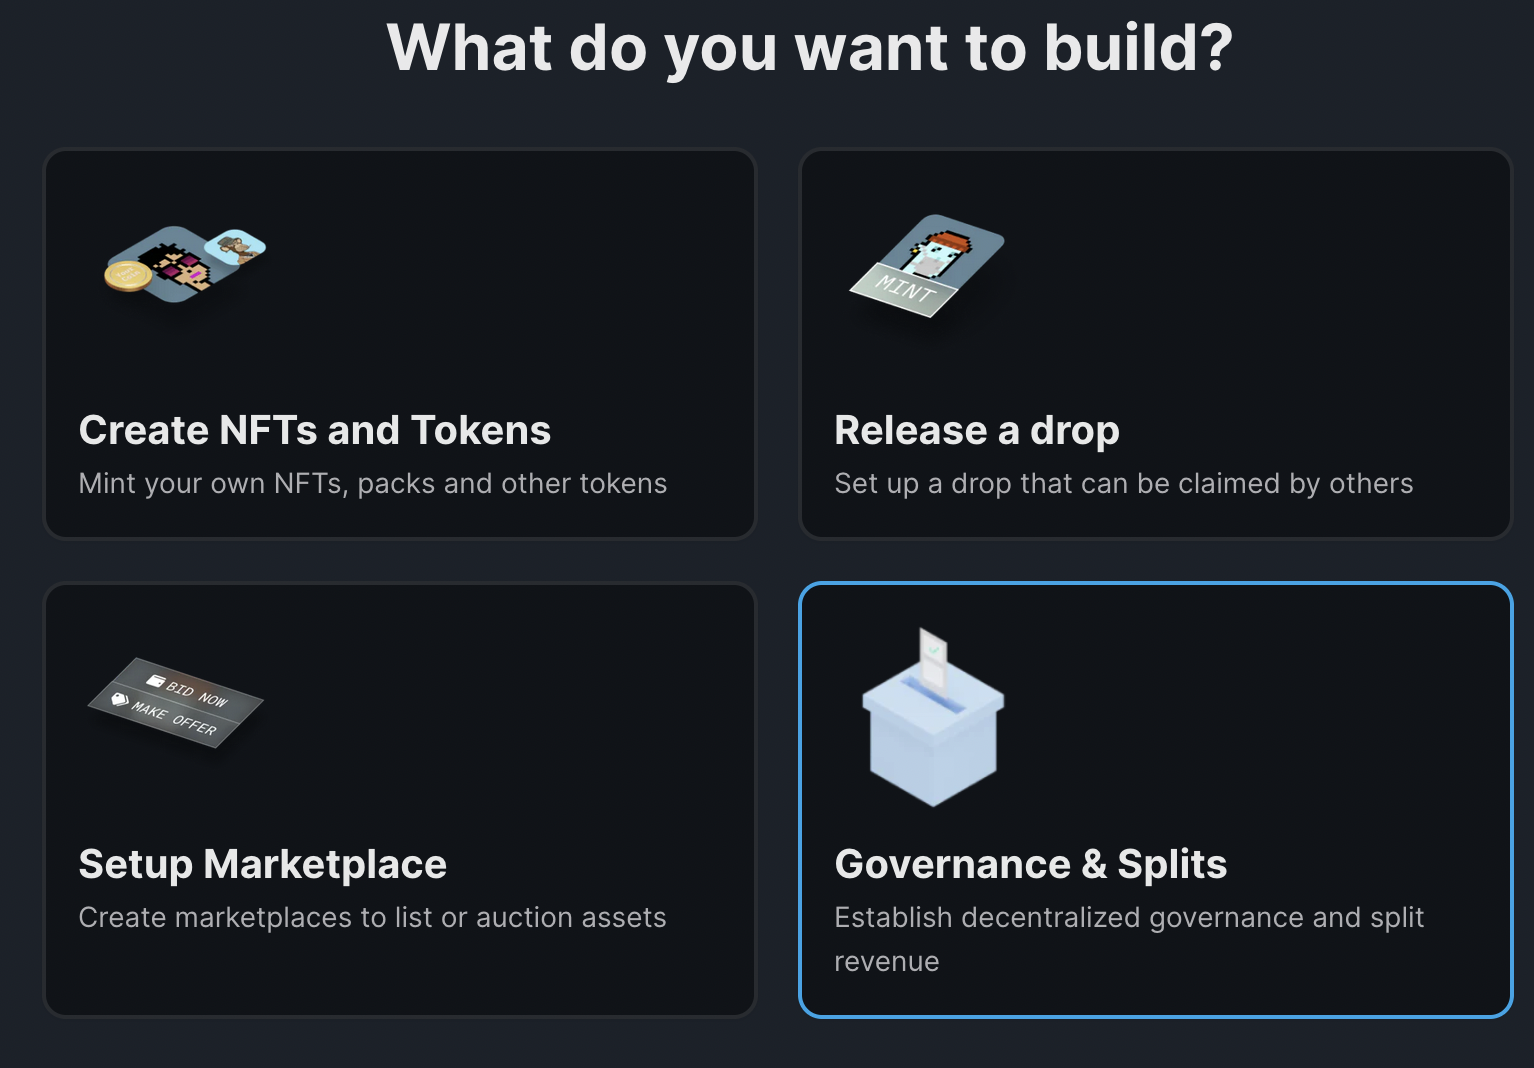 What do you want to build?
MINT
Create NFTs and Tokens
Mint your own NFTs, packs and other tokens
Release a drop
Set up a drop that can be claimed by others
BID NOW
MAKE OFFER
Setup Marketplace
Create marketplaces to list or auction assets
Governance & Splits
Establish decentralized governance and split
revenue